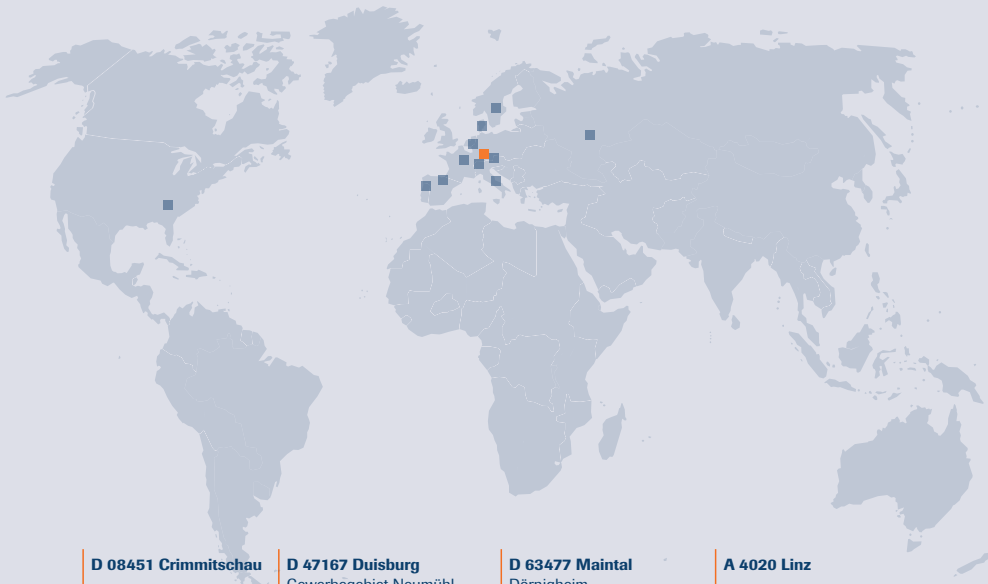 D 08451 Crimmitschau
D 47167 Duisburg
Gewerbegebiet Neumühl
D 63477 Maintal
Dörnigheim
A 4020 Linz